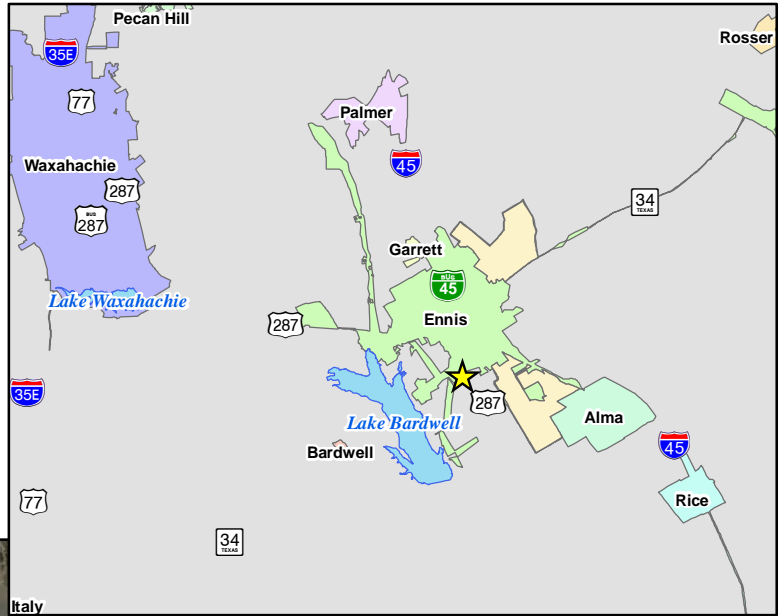 Pecan Hill
35E
Rosser
77
Palmer
45
Waxahachie
287
34
TEXAS
BUS
287
Garrett
BUS
45
Lake Waxahachie
Ennis
287
35E
287
Lake Bardwell
Alma
Bardwell
45
77
Rice
34
TEXAS
Italy